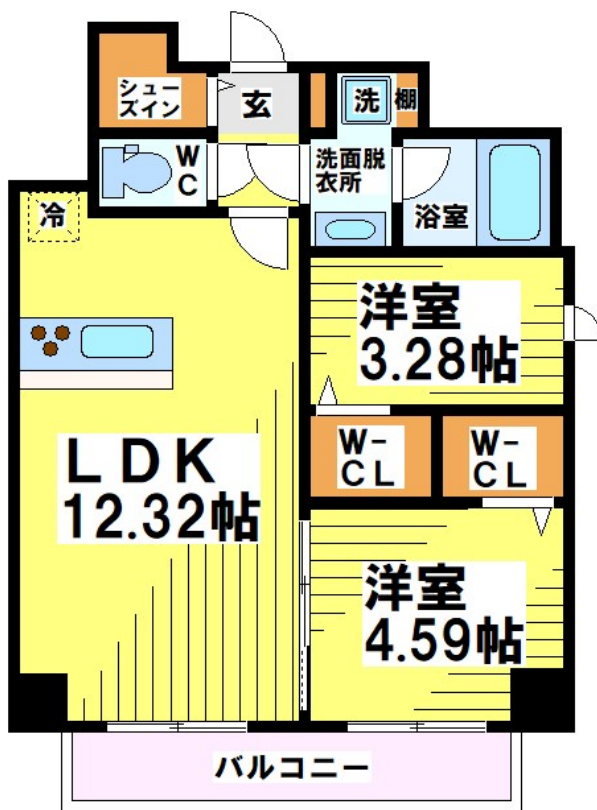 シュー
ズイン
玄
洗
棚
WC
洗面脱
衣所
浴室
冷
洋室
3.28帖
W-
CL
W-
CL
LDK
12.32帖
洋室
4.59帖
バルコニー